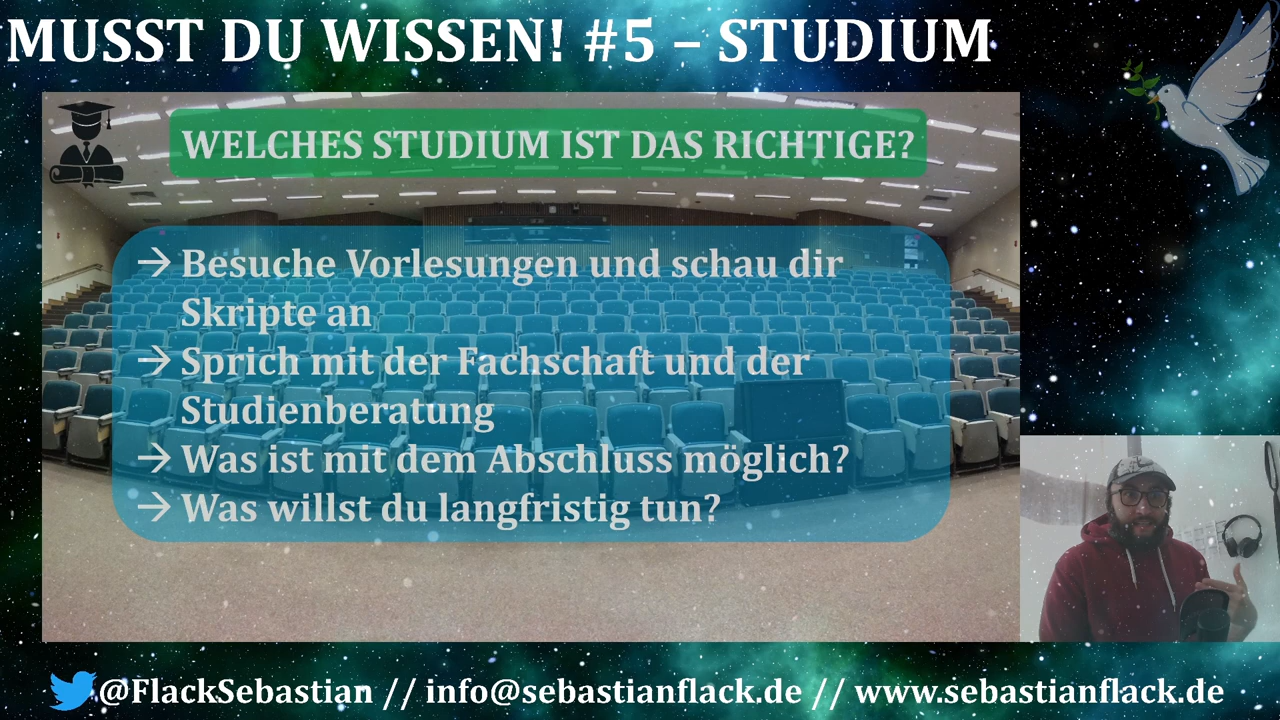 MUSST DU WISSEN! #5 – STUDIUM
WELCHES STUDIUM IST DAS RICHTIGE?
→ Besuche Vorlesungen und schau dir
Skripte an
→ Sprich mit der Fachschaft und der
Studienberatung
→ Was ist mit dem Abschluss möglich?
→ Was willst du langfristig tun?
@FlackSebastian // info@sebastianflack.de // www.sebastianflack.de